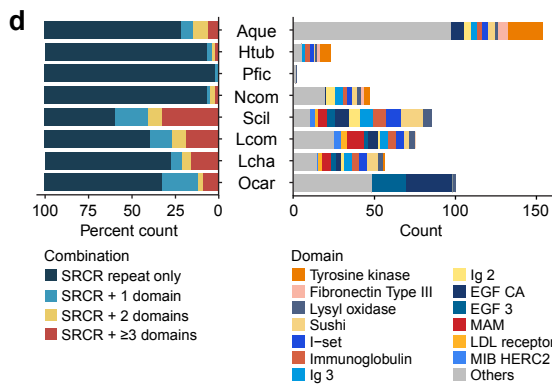 d
Aque
Htub
Pfic
Ncom
Scil
Lcom
Lcha
Ocar
100 75 50 25 0
Percent count
0 50 100 150
Count
Combination
SRCR repeat only
SRCR + 1 domain
SRCR + 2 domains
SRCR + ≥3 domains
Domain
Tyrosine kinase
Fibronectin Type III
Lysyl oxidase
Sushi
I-set
Immunoglobulin
Ig 3
Ig 2
EGF CA
EGF 3
MAM
LDL receptor
MIB HERC2
Others